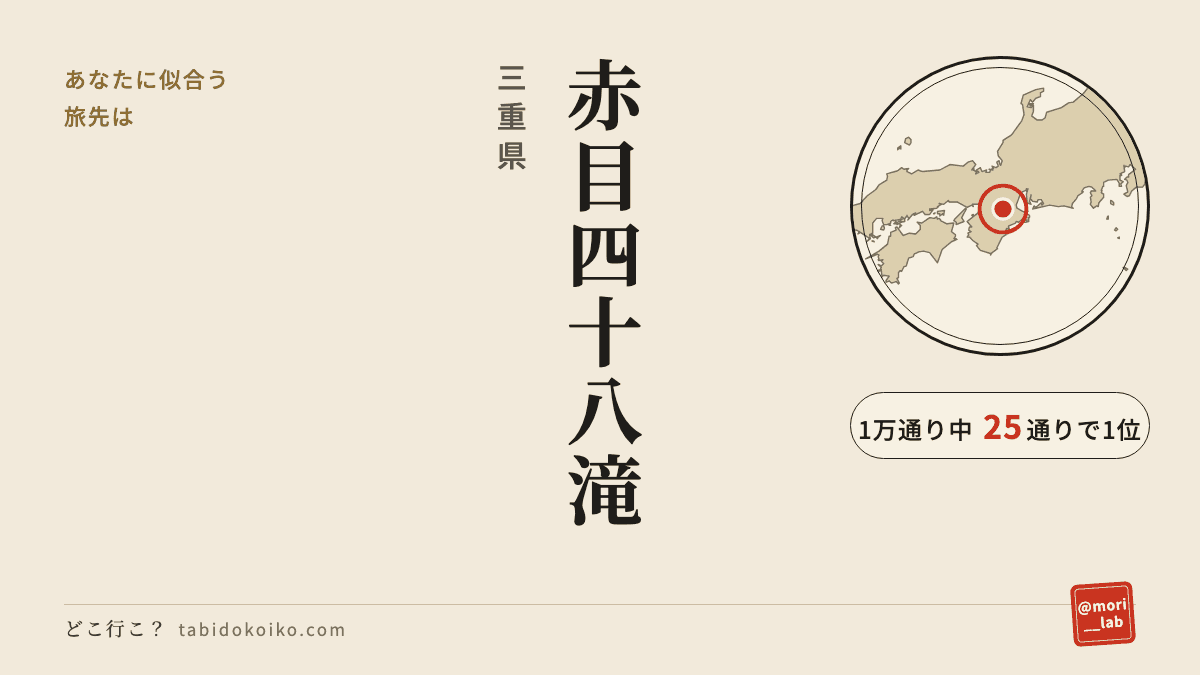 あなたに似合う
旅先は
赤目四十八滝
三重県
1万通り中 25通りで1位
どこ行こ? tabidokoiko.com
@mori
__lab